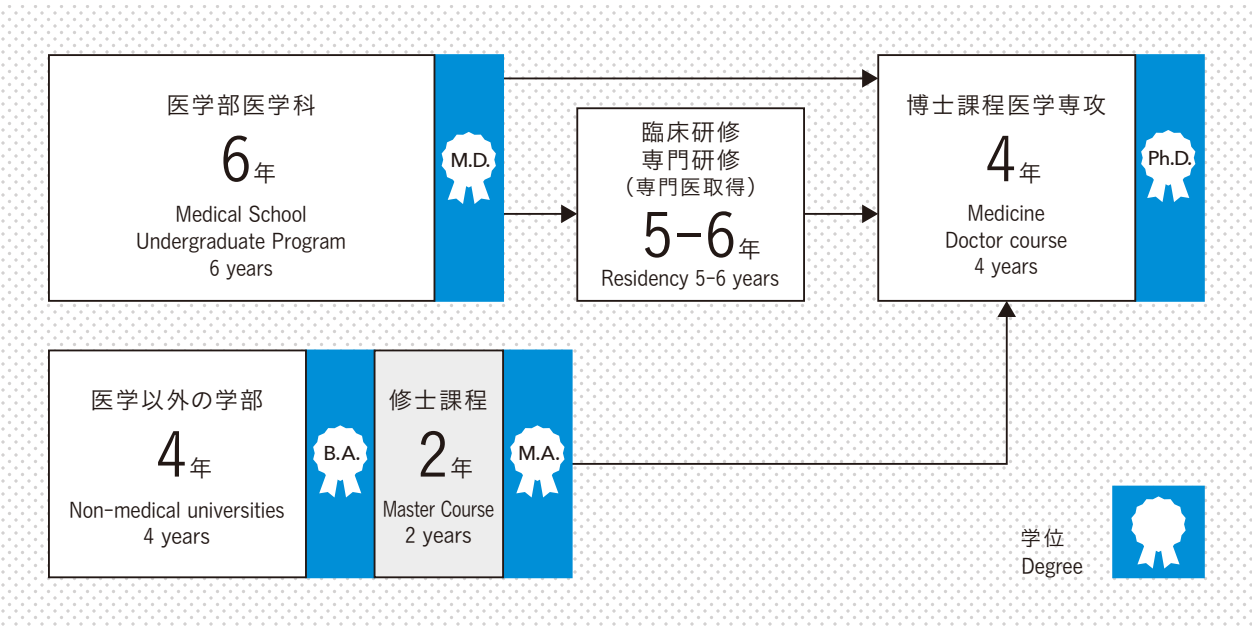 医学部医学科
6年
Medical School
Undergraduate Program
6 years
M.D.
臨床研修
専門研修
（専門医取得）
5-6年
Residency 5-6 years
博士課程医学専攻
4年
Medicine
Doctor course
4 years
Ph.D.
医学以外の学部
4年
Non-medical universities
4 years
B.A.
修士課程
2年
Master Course
2 years
M.A.
学位
Degree